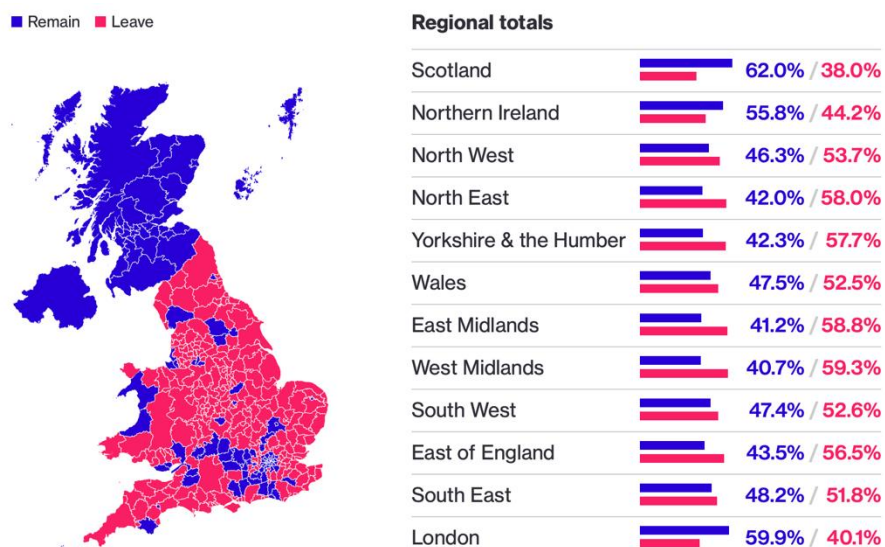 Remain Leave
Regional totals
Scotland 62.0% / 38.0%
Northern Ireland 55.8% / 44.2%
North West 46.3% / 53.7%
North East 42.0% / 58.0%
Yorkshire & the Humber 42.3% / 57.7%
Wales 47.5% / 52.5%
East Midlands 41.2% / 58.8%
West Midlands 40.7% / 59.3%
South West 47.4% / 52.6%
East of England 43.5% / 56.5%
South East 48.2% / 51.8%
London 59.9% / 40.1%